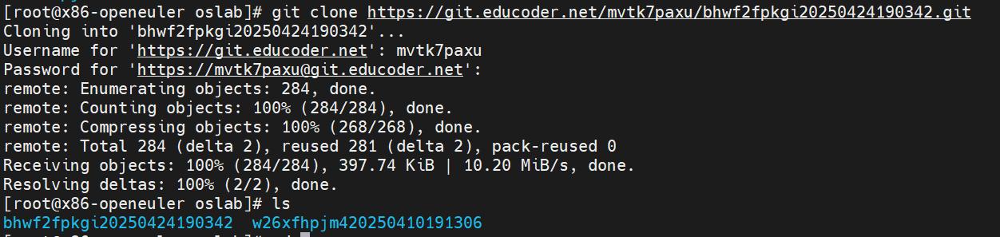 [root@x86-openeuler oslab]# git clone https://git.educoder.net/mvtk7paxu/bhwf2fpkgi20250424190342.git
Cloning into 'bhwf2fpkgi20250424190342'...
Username for 'https://git.educoder.net': mvtk7paxu
Password for 'https://mvtk7paxu@git.educoder.net':
remote: Enumerating objects: 284, done.
remote: Counting objects: 100% (284/284), done.
remote: Compressing objects: 100% (268/268), done.
remote: Total 284 (delta 2), reused 281 (delta 2), pack-reused 0
Receiving objects: 100% (284/284), 397.74 KiB | 10.20 MiB/s, done.
Resolving deltas: 100% (2/2), done.
[root@x86-openeuler oslab]# ls
bhwf2fpkgi20250424190342  w26xfhpjm420250410191306